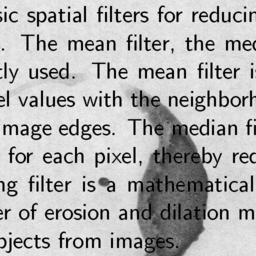 sic spatial filters for reducin
. The mean filter, the med
tly used. The mean filter is
el values with the neighborh
image edges. The median fi
for each pixel, thereby red
ng filter is a mathematical
er of erosion and dilation m
bjects from images.